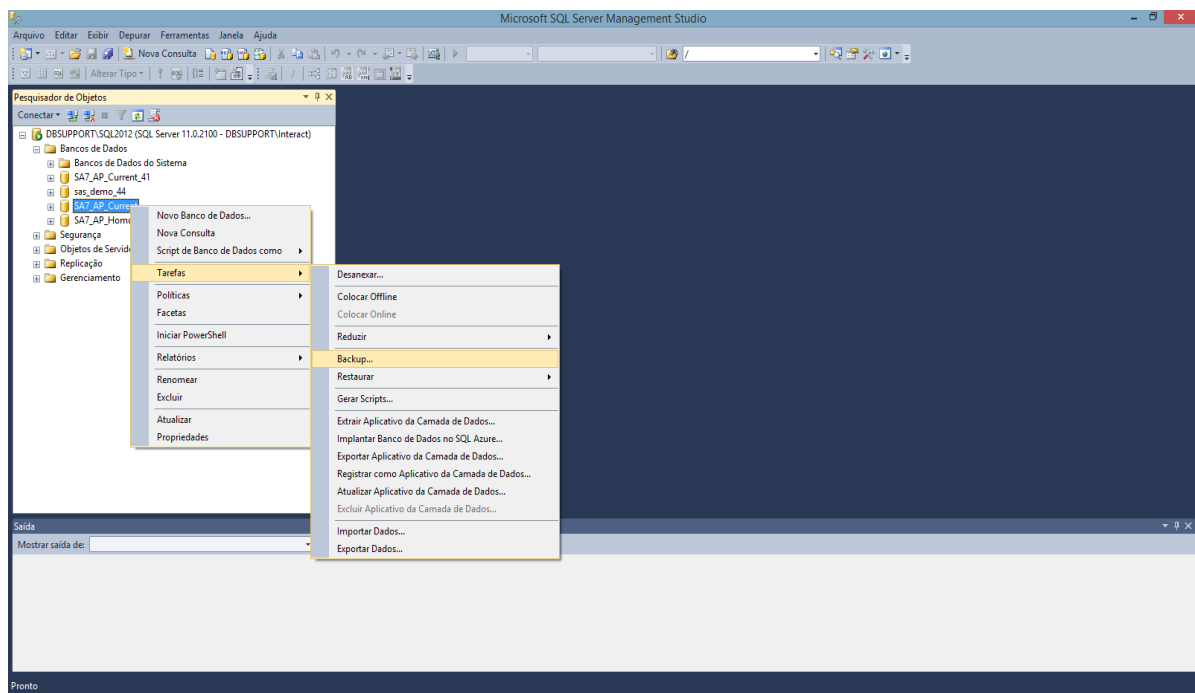 Microsoft SQL Server Management Studio
Arquivo Editar Exibir Depurar Ferramentas Janela Ajuda
Nova Consulta
/
Alterar Tipo
Pesquisador de Objetos
Conectar
DBSUPPORT\SQL2012 (SQL Server 11.0.2100 - DBSUPPORT\Interact)
Bancos de Dados
Bancos de Dados do Sistema
SA7_AP_Current_41
sas_demo_44
SA7_AP_Current
SA7_AP_Homo
Segurança
Objetos de Servid
Replicação
Gerenciamento
Novo Banco de Dados...
Nova Consulta
Script de Banco de Dados como
Tarefas
Políticas
Facetas
Iniciar PowerShell
Relatórios
Renomear
Excluir
Atualizar
Propriedades
Desanexar...
Colocar Offline
Colocar Online
Reduzir
Backup...
Restaurar
Gerar Scripts...
Extrair Aplicativo da Camada de Dados...
Implantar Banco de Dados no SQL Azure...
Exportar Aplicativo da Camada de Dados...
Registrar como Aplicativo da Camada de Dados...
Atualizar Aplicativo da Camada de Dados...
Excluir Aplicativo da Camada de Dados...
Importar Dados...
Exportar Dados...
Saída
Mostrar saída de:
Pronto